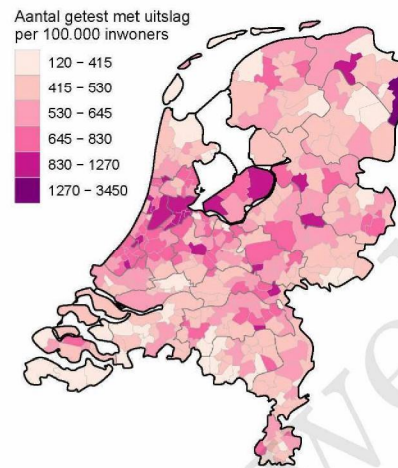 Aantal getest met uitslag
per 100.000 inwoners
120 – 415
415 – 530
530 – 645
645 – 830
830 – 1270
1270 – 3450